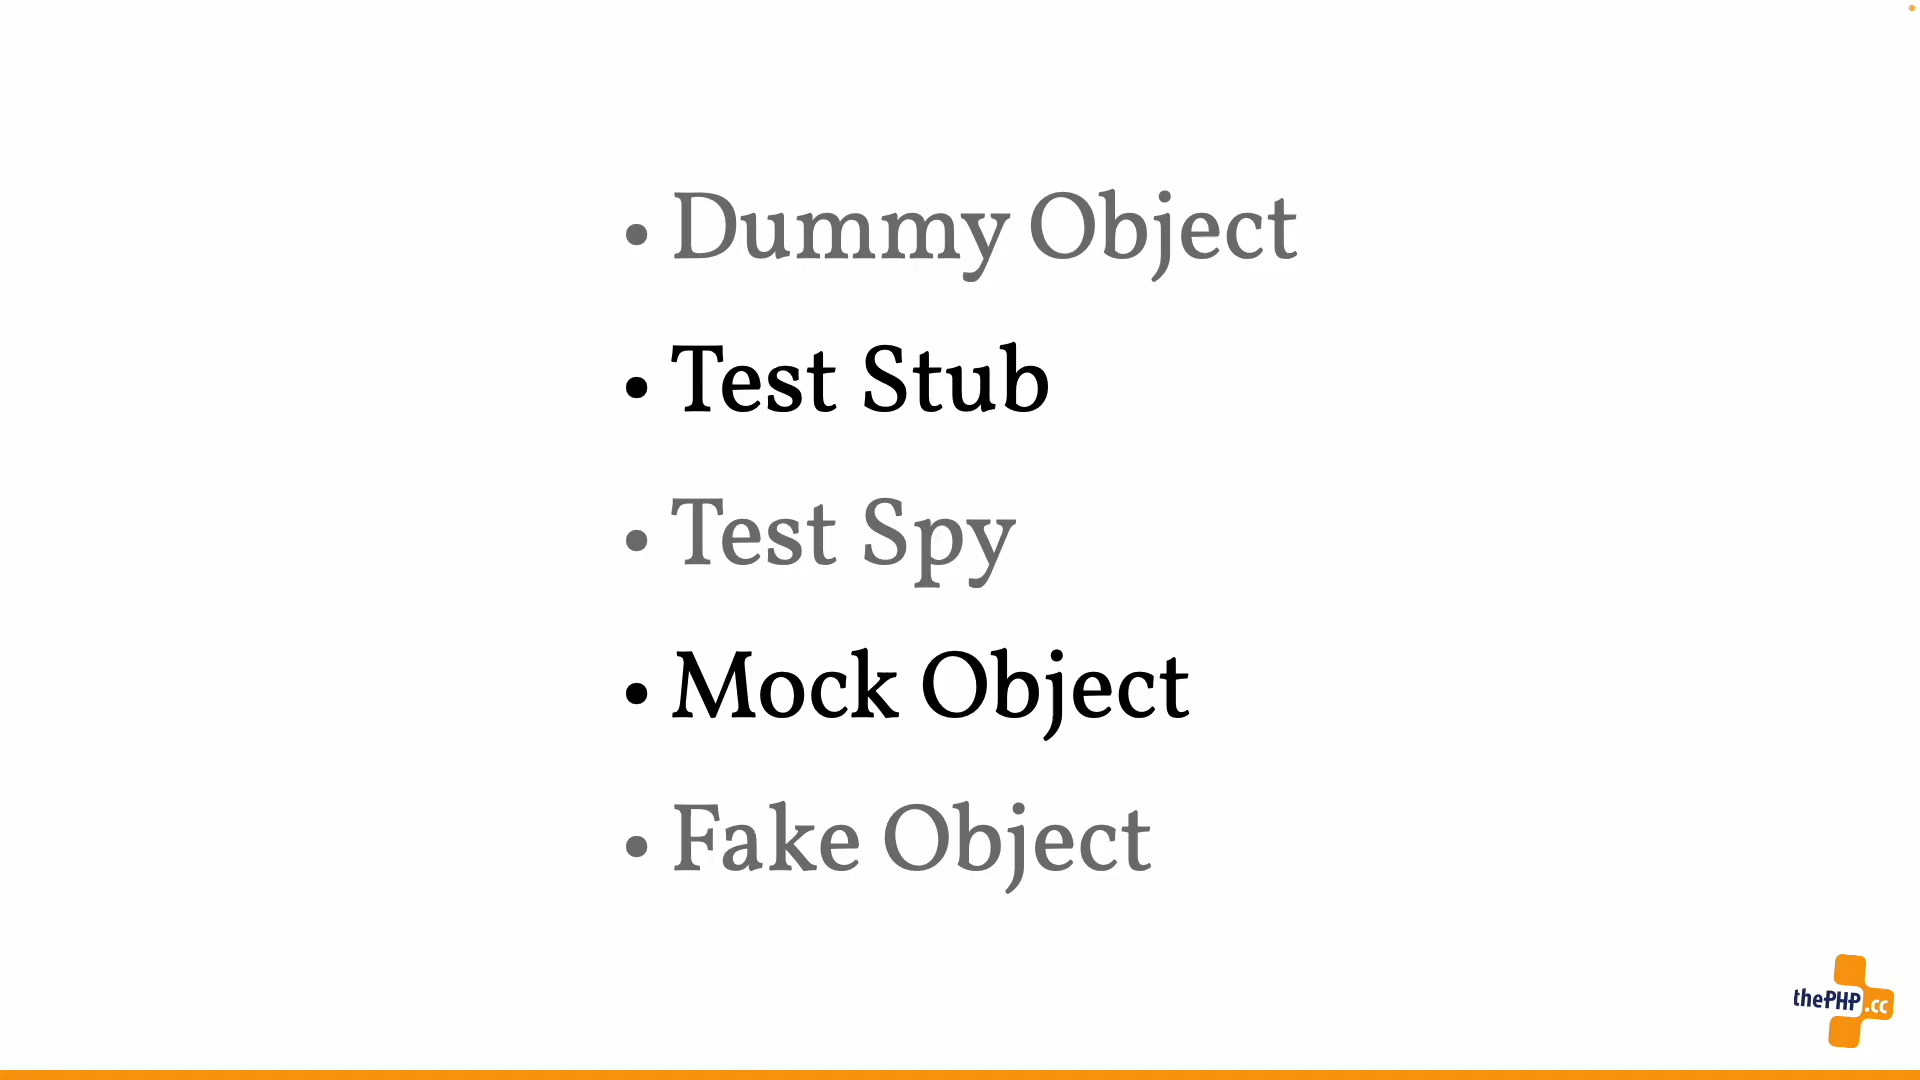 • Dummy Object
• Test Stub
• Test Spy
• Mock Object
• Fake Object
thePHP.cc